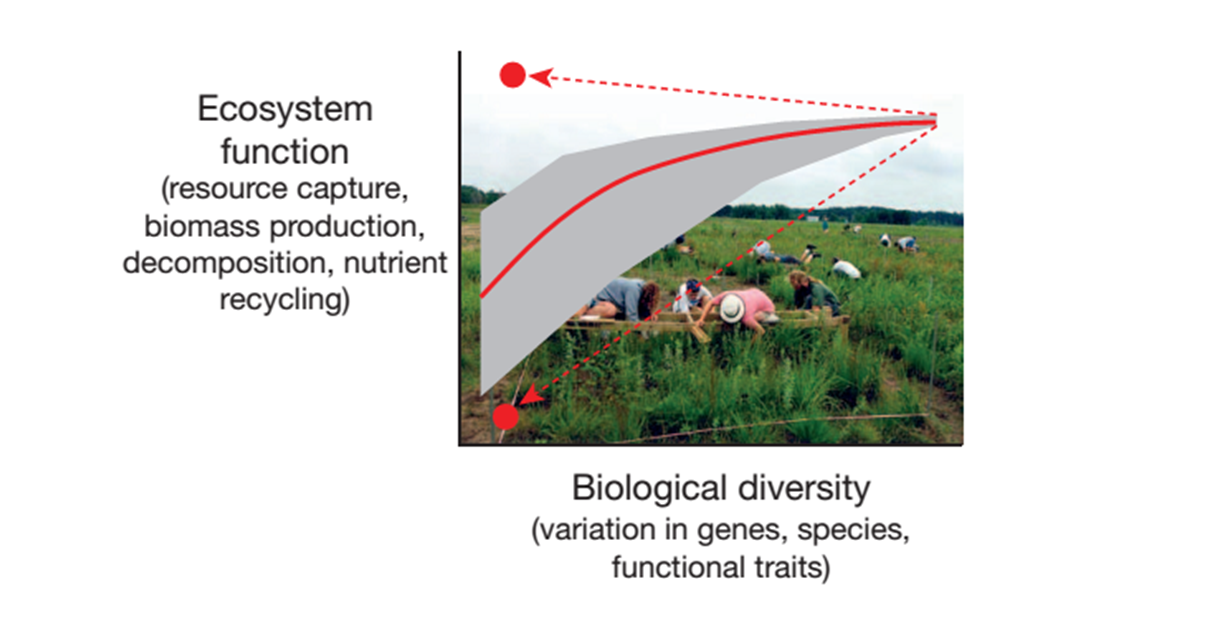 Ecosystem
function
(resource capture,
biomass production,
decomposition, nutrient
recycling)
Biological diversity
(variation in genes, species,
functional traits)